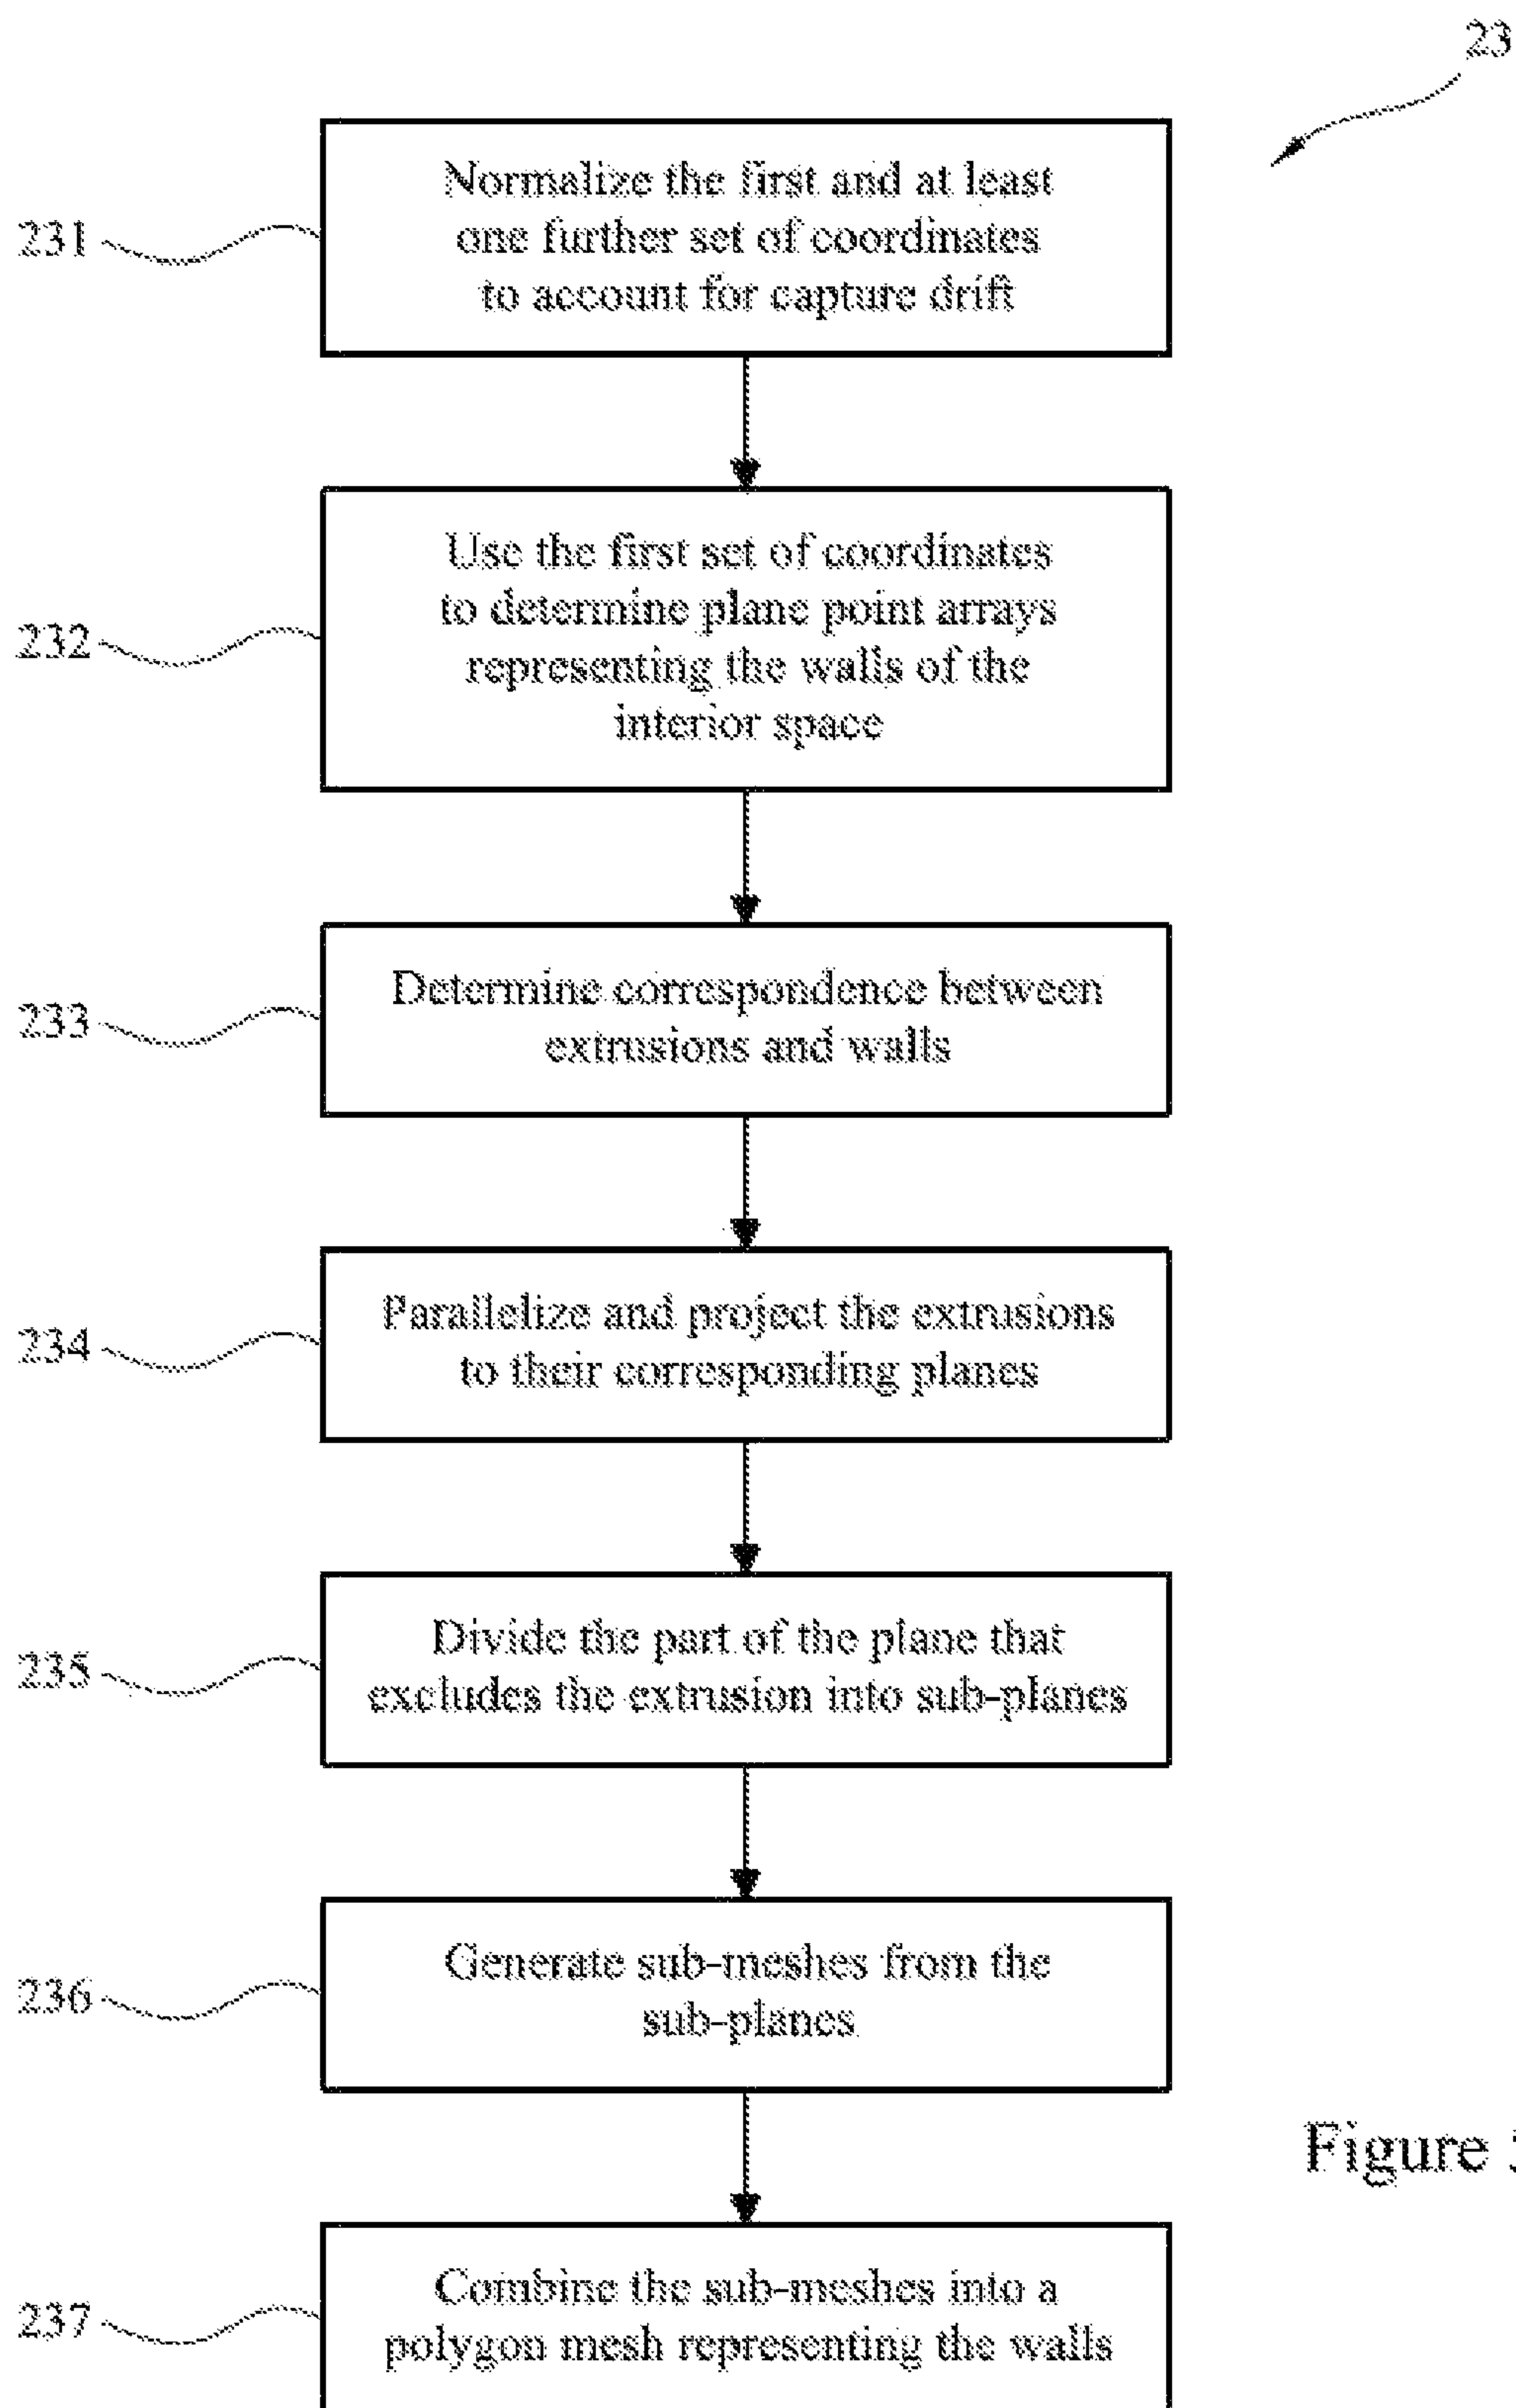 23
231
Normalize the first and at least
one further set of coordinates
to account for capture drift
232
Use the first set of coordinates
to determine plane point arrays
representing the walls of the
interior space
233
Determine correspondence between
extrusions and walls
234
Parallelize and project the extrusions
to their corresponding planes
235
Divide the part of the plane that
excludes the extrusion into sub-planes
236
Generate sub-meshes from the
sub-planes
Figure
237
Combine the sub-meshes into a
polygon mesh representing the walls